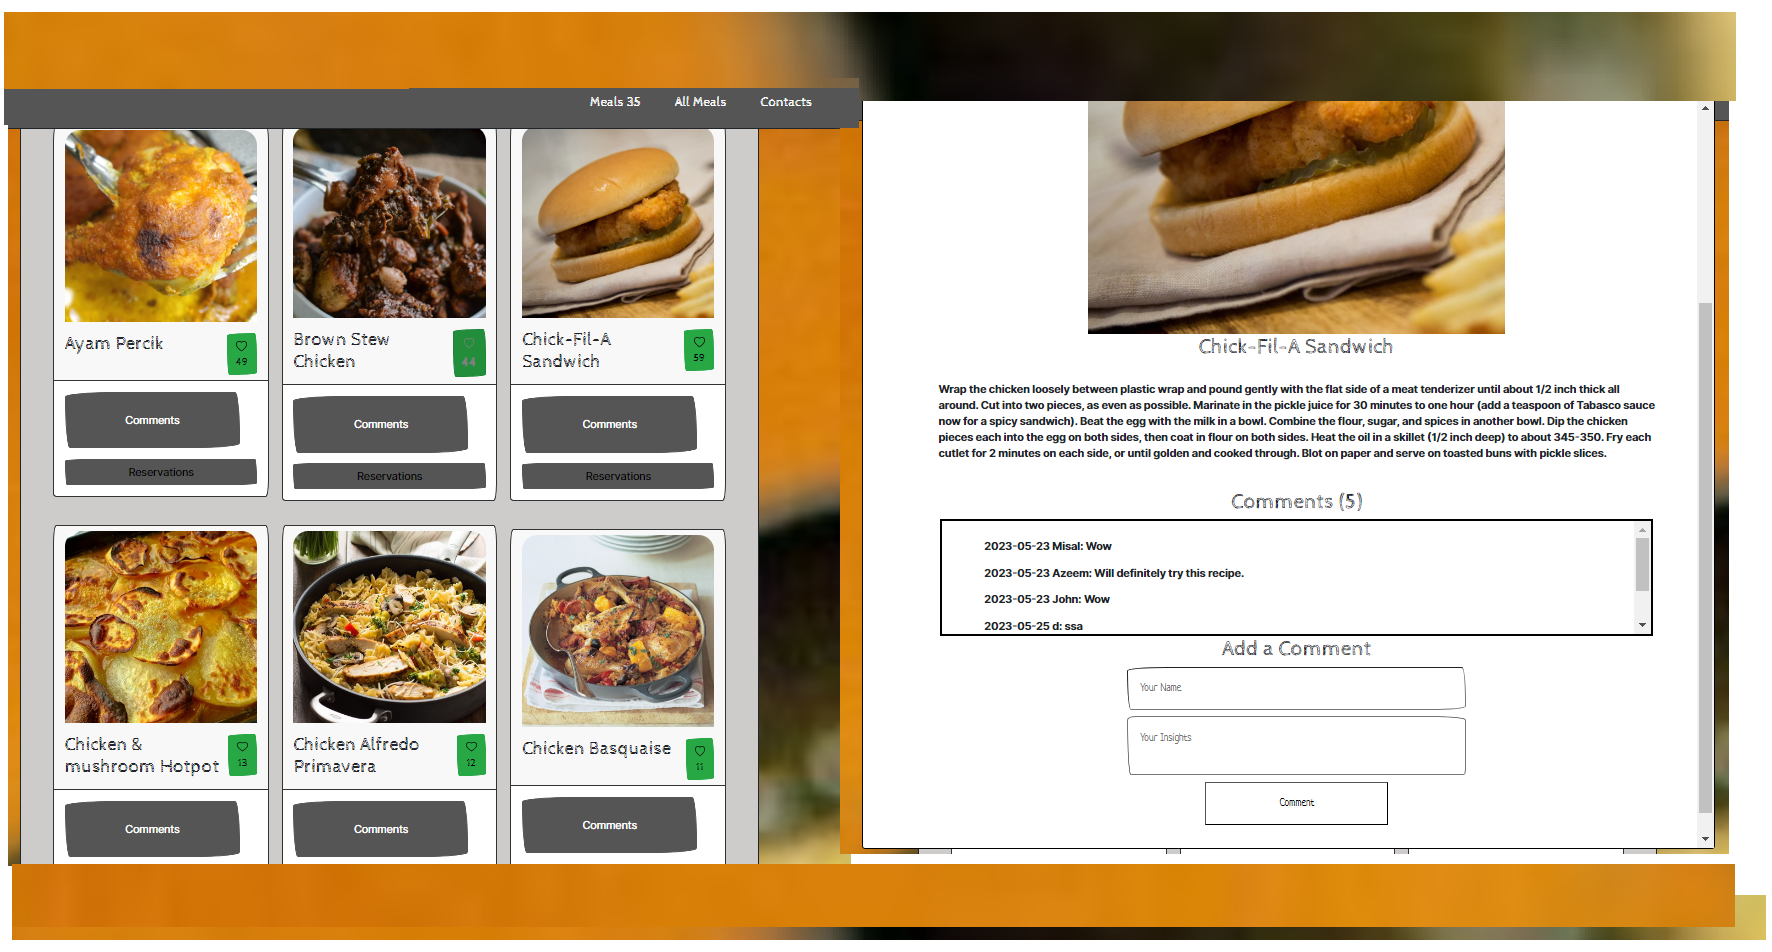 Meals 35 All Meals Contacts
Ayam Percik
49
Brown Stew
Chicken
44
Chick-Fil-A
Sandwich
59
Comments
Comments
Comments
Reservations
Reservations
Reservations
Chicken &
mushroom Hotpot
13
Chicken Alfredo
Primavera
12
Chicken Basquaise
11
Comments
Comments
Comments
Chick-Fil-A Sandwich
Wrap the chicken loosely between plastic wrap and pound gently with the flat side of a meat tenderizer until about 1/2 inch thick all
around. Cut into two pieces, as even as possible. Marinate in the pickle juice for 30 minutes to one hour (add a teaspoon of Tabasco sauce
now for a spicy sandwich). Beat the egg with the milk in a bowl. Combine the flour, sugar, and spices in another bowl. Dip the chicken
pieces each into the egg on both sides, then coat in flour on both sides. Heat the oil in a skillet (1/2 inch deep) to about 345-350. Fry each
cutlet for 2 minutes on each side, or until golden and cooked through. Blot on paper and serve on toasted buns with pickle slices.
Comments (5)
2023-05-23 Misal: Wow
2023-05-23 Azeem: Will definitely try this recipe.
2023-05-23 John: Wow
2023-05-25 d: ssa
Add a Comment
Your Name
Your Insights
Comment